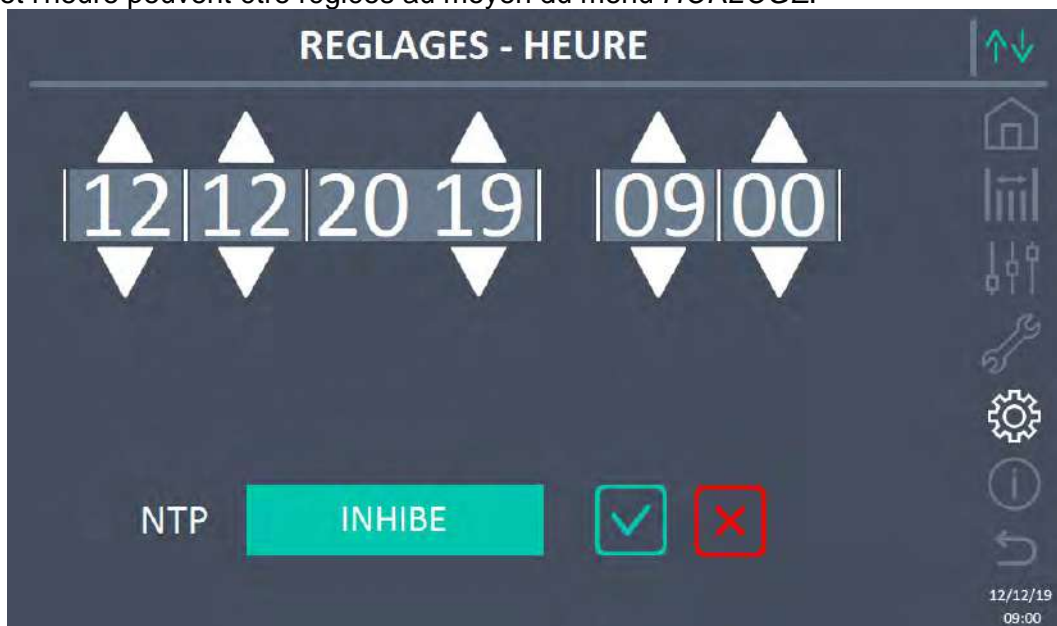 et l'heure peuvent être réglées au moyen du menu HORLOGE.
REGLAGES - HEURE
12 12 20 19 09 00
NTP INHIBE
12/12/19
09:00